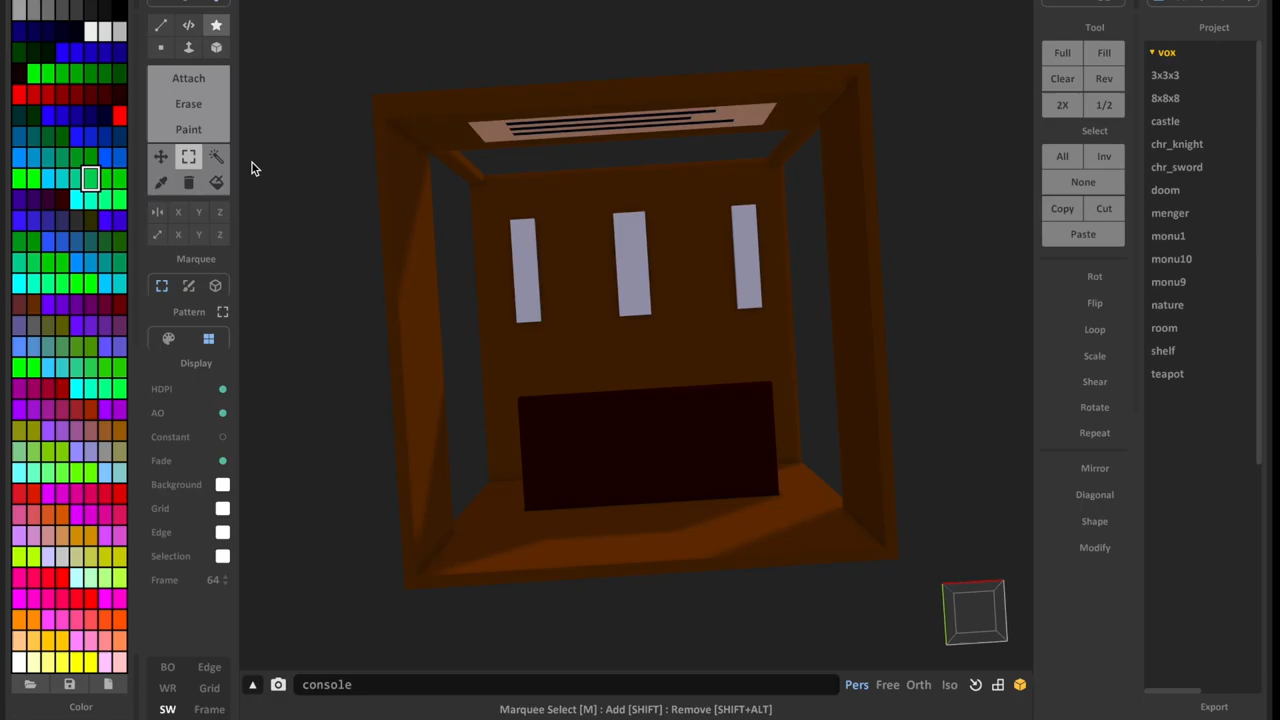 Attach
Erase
Paint
X Y Z
X Y Z
Marquee
Pattern
Display
HDPI
AO
Constant
Fade
Background
Grid
Edge
Selection
Frame 64
BO Edge
WR Grid
SW Frame
Color
console
Pers Free Orth Iso
Marquee Select [M] : Add [SHIFT] : Remove [SHIFT+ALT]
Tool
Full Fill
Clear Rev
2X 1/2
Select
All Inv
None
Copy Cut
Paste
Rot
Flip
Loop
Scale
Shear
Rotate
Repeat
Mirror
Diagonal
Shape
Modify
Project
vox
3x3x3
8x8x8
castle
chr_knight
chr_sword
doom
menger
monu1
monu10
monu9
nature
room
shelf
teapot
Export